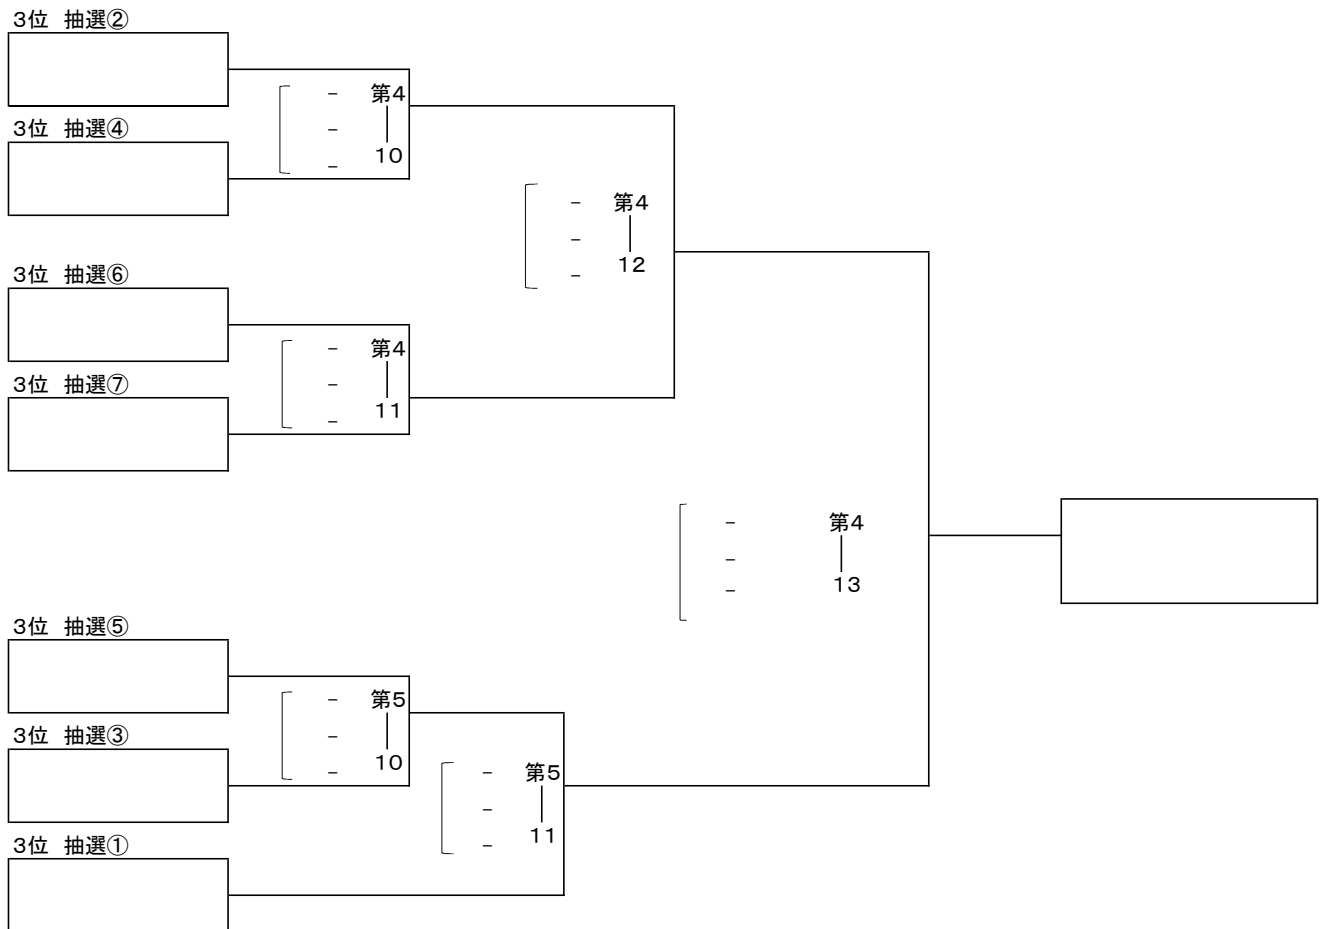 ３位　抽選②
－　第４
－　｜
－　１０
３位　抽選④
－　第４
－　｜
－　１２
３位　抽選⑥
－　第４
－　｜
－　１１
３位　抽選⑦
－　第４
－　｜
－　１３
３位　抽選⑤
－　第５
－　｜
－　１０
３位　抽選③
－　第５
－　｜
－　１１
３位　抽選①